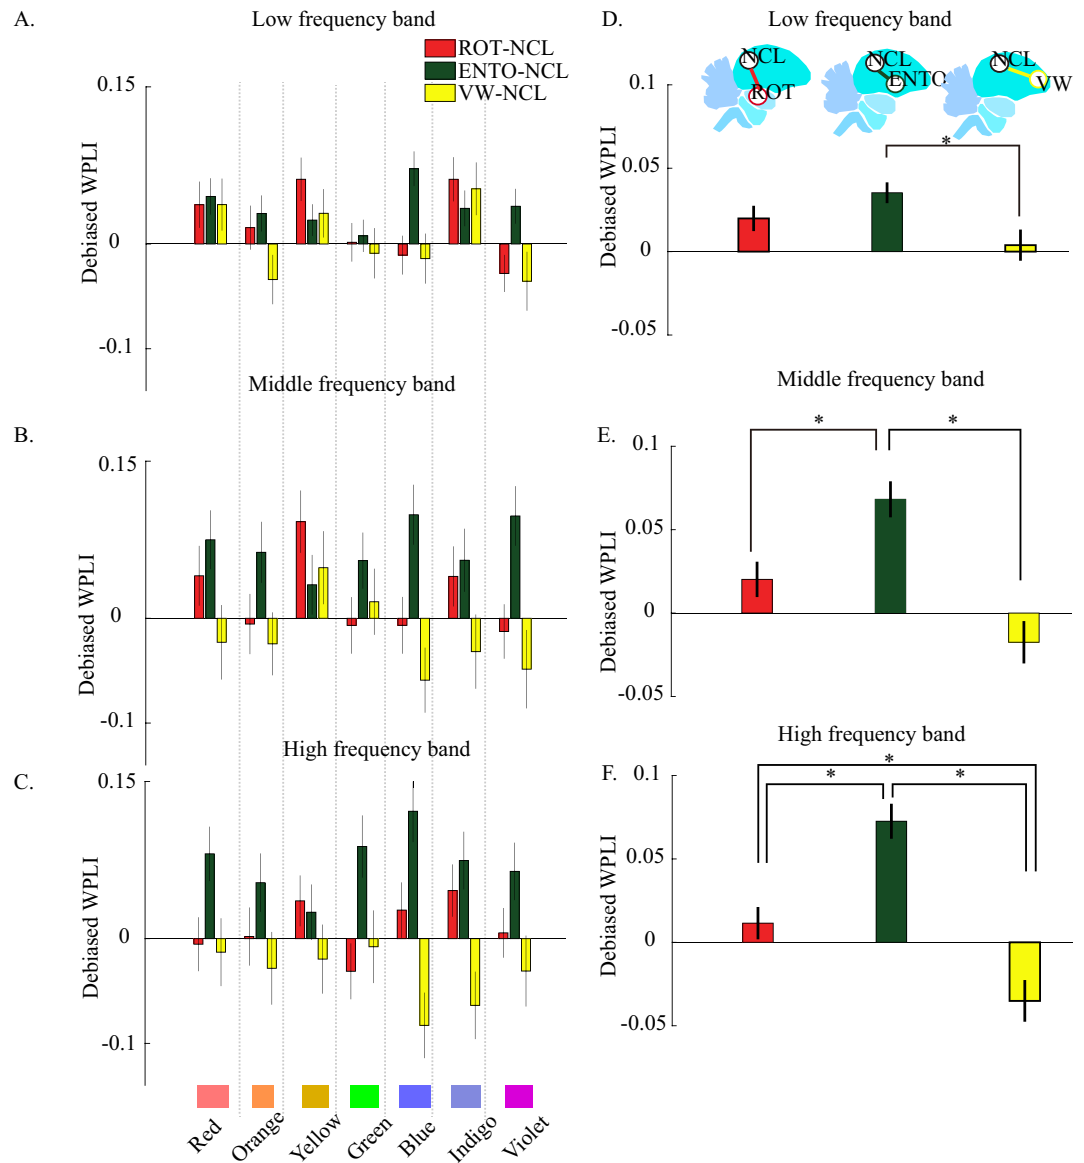 A.
Low frequency band
ROT-NCL
ENTO-NCL
VW-NCL
0.15
0
-0.1
Debiased WPLI
Middle frequency band
B.
0.15
0
-0.1
Debiased WPLI
High frequency band
C.
0.15
0
-0.1
Debiased WPLI
Red
Orange
Yellow
Green
Blue
Indigo
Violet
D.
Low frequency band
NCL
ROT
NCL
ENTO
NCL
VW
0.1
0.05
0
-0.05
Debiased WPLI
*
Middle frequency band
E.
* *
0.1
0.05
0
-0.05
Debiased WPLI
High frequency band
F.
*
* *
0.1
0.05
0
-0.05
Debiased WPLI